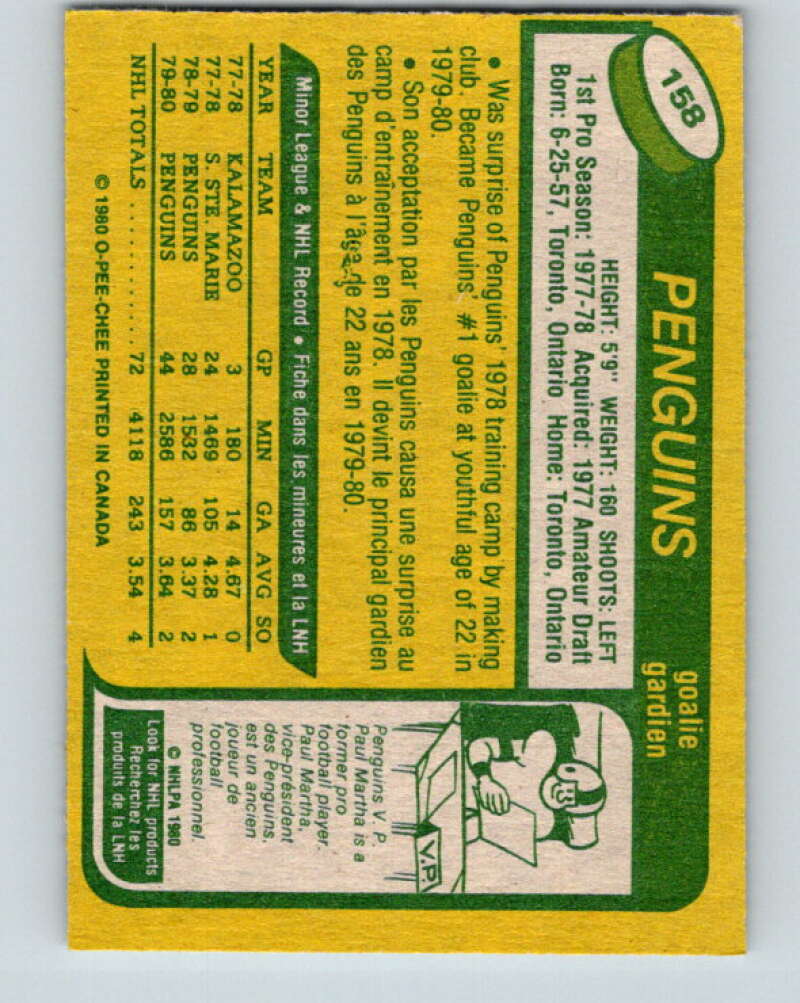 158
PENGUINS
goalie
gardien
HEIGHT: 5'9" WEIGHT: 160 SHOOTS: LEFT
1st Pro Season: 1977-78 Acquired: 1977 Amateur Draft
Born: 6-25-57, Toronto, Ontario Home: Toronto, Ontario
• Was surprise of Penguins' 1978 training camp by making
club. Became Penguins' #1 goalie at youthful age of 22 in
1979-80.
• Son acceptation par les Penguins causa une surprise au
camp d'entraînement en 1978. Il devint le principal gardien
des Penguins à l'âge de 22 ans en 1979-80.
Minor League & NHL Record • Fiche dans les mineures et la LNH
YEAR TEAM GP MIN GA AVG SO
77-78 KALAMAZOO 3 180 14 4.67 0
77-78 S. STE. MARIE 24 1469 105 4.28 1
78-79 PENGUINS 28 1532 86 3.37 2
79-80 PENGUINS 44 2586 157 3.64 2
NHL TOTALS .......... 72 4118 243 3.54 4
© 1980 O-PEE-CHEE PRINTED IN CANADA
V.P.
Penguins V. P.
Paul Martha is a
former pro
football player.
Paul Martha,
vice-président
des Penguins,
est un ancien
joueur de
football
professionnel.
© NHLPA 1980
Look for NHL products
Recherchez les
produits de la LNH